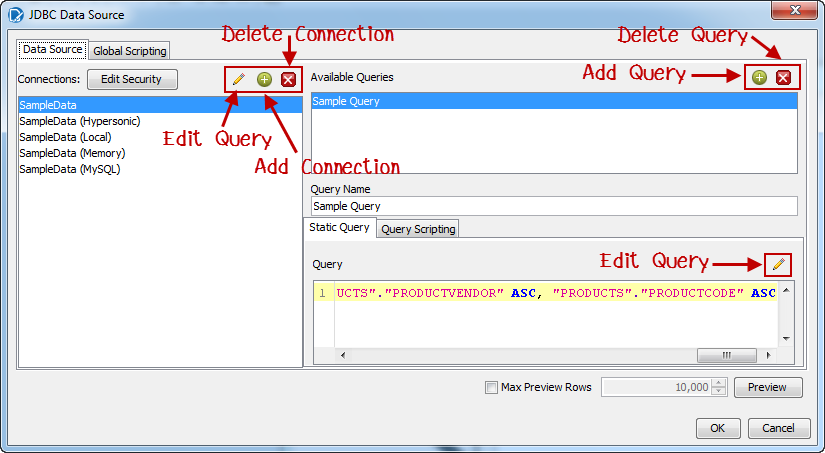 JDBC Data Source
Delete Connection
Delete Query
Data Source
Global Scripting
Connections:
Edit Security
Available Queries
Add Query
SampleData
SampleData (Hypersonic)
SampleData (Local)
SampleData (Memory)
SampleData (MySQL)
Sample Query
Edit Query
Add Connection
Query Name
Sample Query
Static Query
Query Scripting
Query
Edit Query
1 UCTS"."PRODUCTVENDOR" ASC, "PRODUCTS"."PRODUCTCODE" ASC
Max Preview Rows
10,000
Preview
OK
Cancel